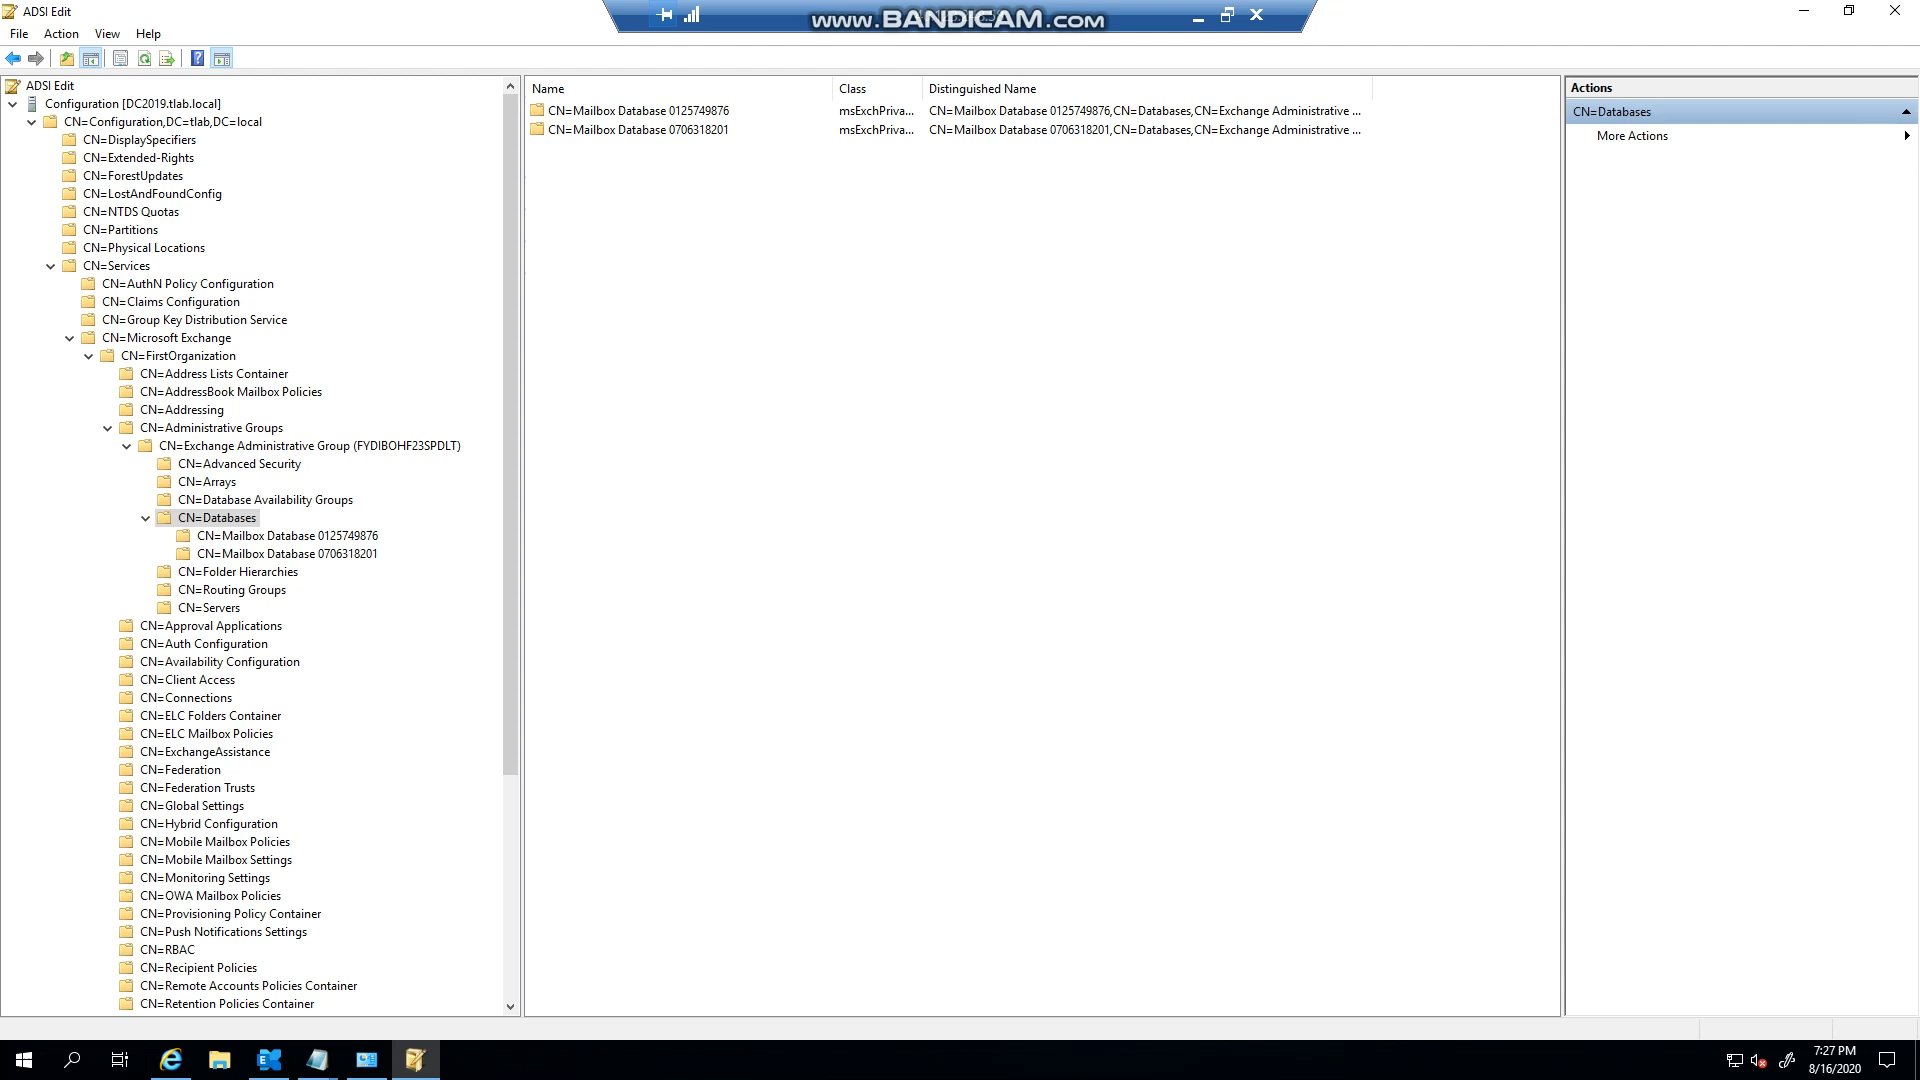 ADSI Edit
www.BANDICAM.com
File Action View Help
ADSI Edit
Configuration [DC2019.tlab.local]
CN=Configuration,DC=tlab,DC=local
CN=DisplaySpecifiers
CN=Extended-Rights
CN=ForestUpdates
CN=LostAndFoundConfig
CN=NTDS Quotas
CN=Partitions
CN=Physical Locations
CN=Services
CN=AuthN Policy Configuration
CN=Claims Configuration
CN=Group Key Distribution Service
CN=Microsoft Exchange
CN=FirstOrganization
CN=Address Lists Container
CN=AddressBook Mailbox Policies
CN=Addressing
CN=Administrative Groups
CN=Exchange Administrative Group (FYDIBOHF23SPDLT)
CN=Advanced Security
CN=Arrays
CN=Database Availability Groups
CN=Databases
CN=Mailbox Database 0125749876
CN=Mailbox Database 0706318201
CN=Folder Hierarchies
CN=Routing Groups
CN=Servers
CN=Approval Applications
CN=Auth Configuration
CN=Availability Configuration
CN=Client Access
CN=Connections
CN=ELC Folders Container
CN=ELC Mailbox Policies
CN=ExchangeAssistance
CN=Federation
CN=Federation Trusts
CN=Global Settings
CN=Hybrid Configuration
CN=Mobile Mailbox Policies
CN=Mobile Mailbox Settings
CN=Monitoring Settings
CN=OWA Mailbox Policies
CN=Provisioning Policy Container
CN=Push Notifications Settings
CN=RBAC
CN=Recipient Policies
CN=Remote Accounts Policies Container
CN=Retention Policies Container
Name Class Distinguished Name
CN=Mailbox Database 0125749876 msExchPriva... CN=Mailbox Database 0125749876,CN=Databases,CN=Exchange Administrative ...
CN=Mailbox Database 0706318201 msExchPriva... CN=Mailbox Database 0706318201,CN=Databases,CN=Exchange Administrative ...
Actions
CN=Databases
More Actions
7:27 PM
8/16/2020